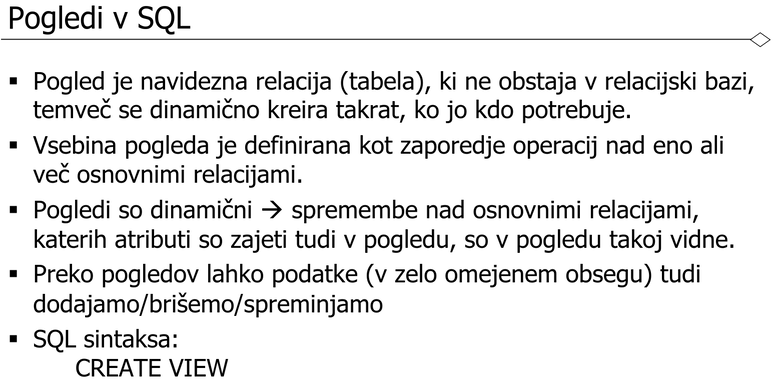 Pogledi v SQL
▪ Pogled je navidezna relacija (tabela), ki ne obstaja v relacijski bazi,
temveč se dinamično kreira takrat, ko jo kdo potrebuje.
▪ Vsebina pogleda je definirana kot zaporedje operacij nad eno ali
več osnovnimi relacijami.
▪ Pogledi so dinamični → spremembe nad osnovnimi relacijami,
katerih atributi so zajeti tudi v pogledu, so v pogledu takoj vidne.
▪ Preko pogledov lahko podatke (v zelo omejenem obsegu) tudi
dodajamo/brišemo/spreminjamo
▪ SQL sintaksa:
CREATE VIEW